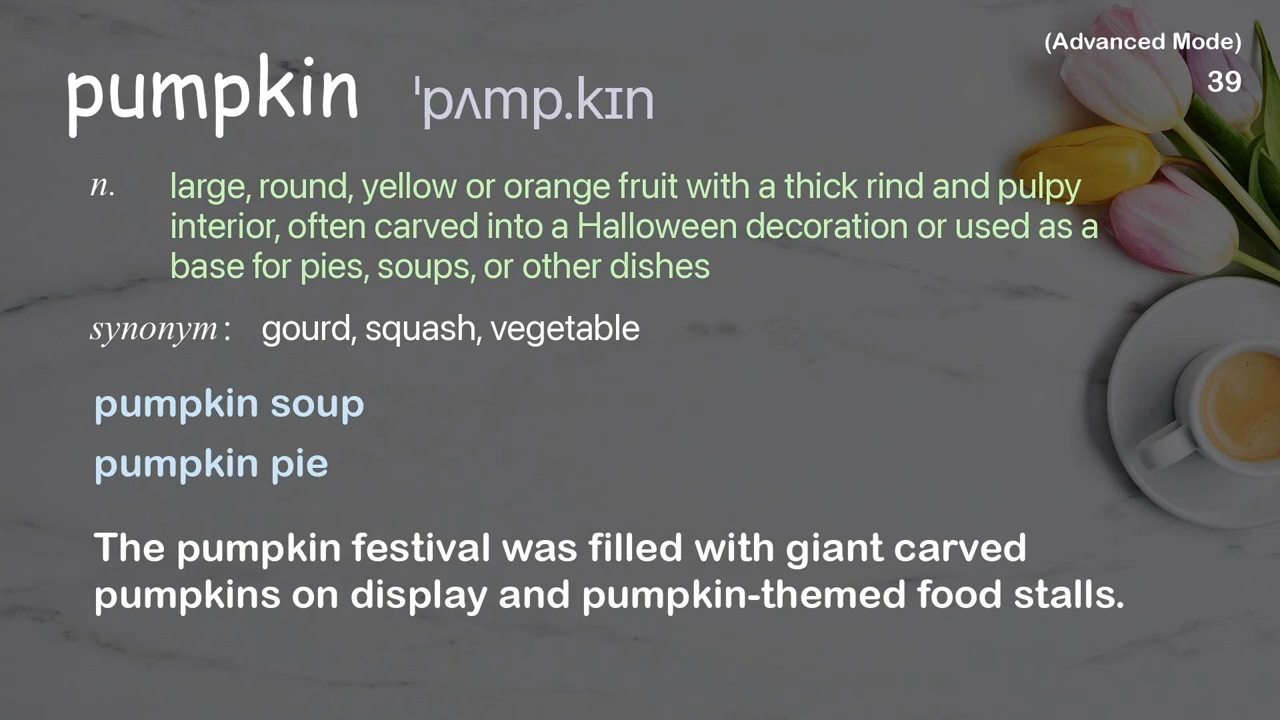 (Advanced Mode)
39
pumpkin ˈpʌmp.kɪn
n. large, round, yellow or orange fruit with a thick rind and pulpy
interior, often carved into a Halloween decoration or used as a
base for pies, soups, or other dishes
synonym: gourd, squash, vegetable
pumpkin soup
pumpkin pie
The pumpkin festival was filled with giant carved
pumpkins on display and pumpkin-themed food stalls.